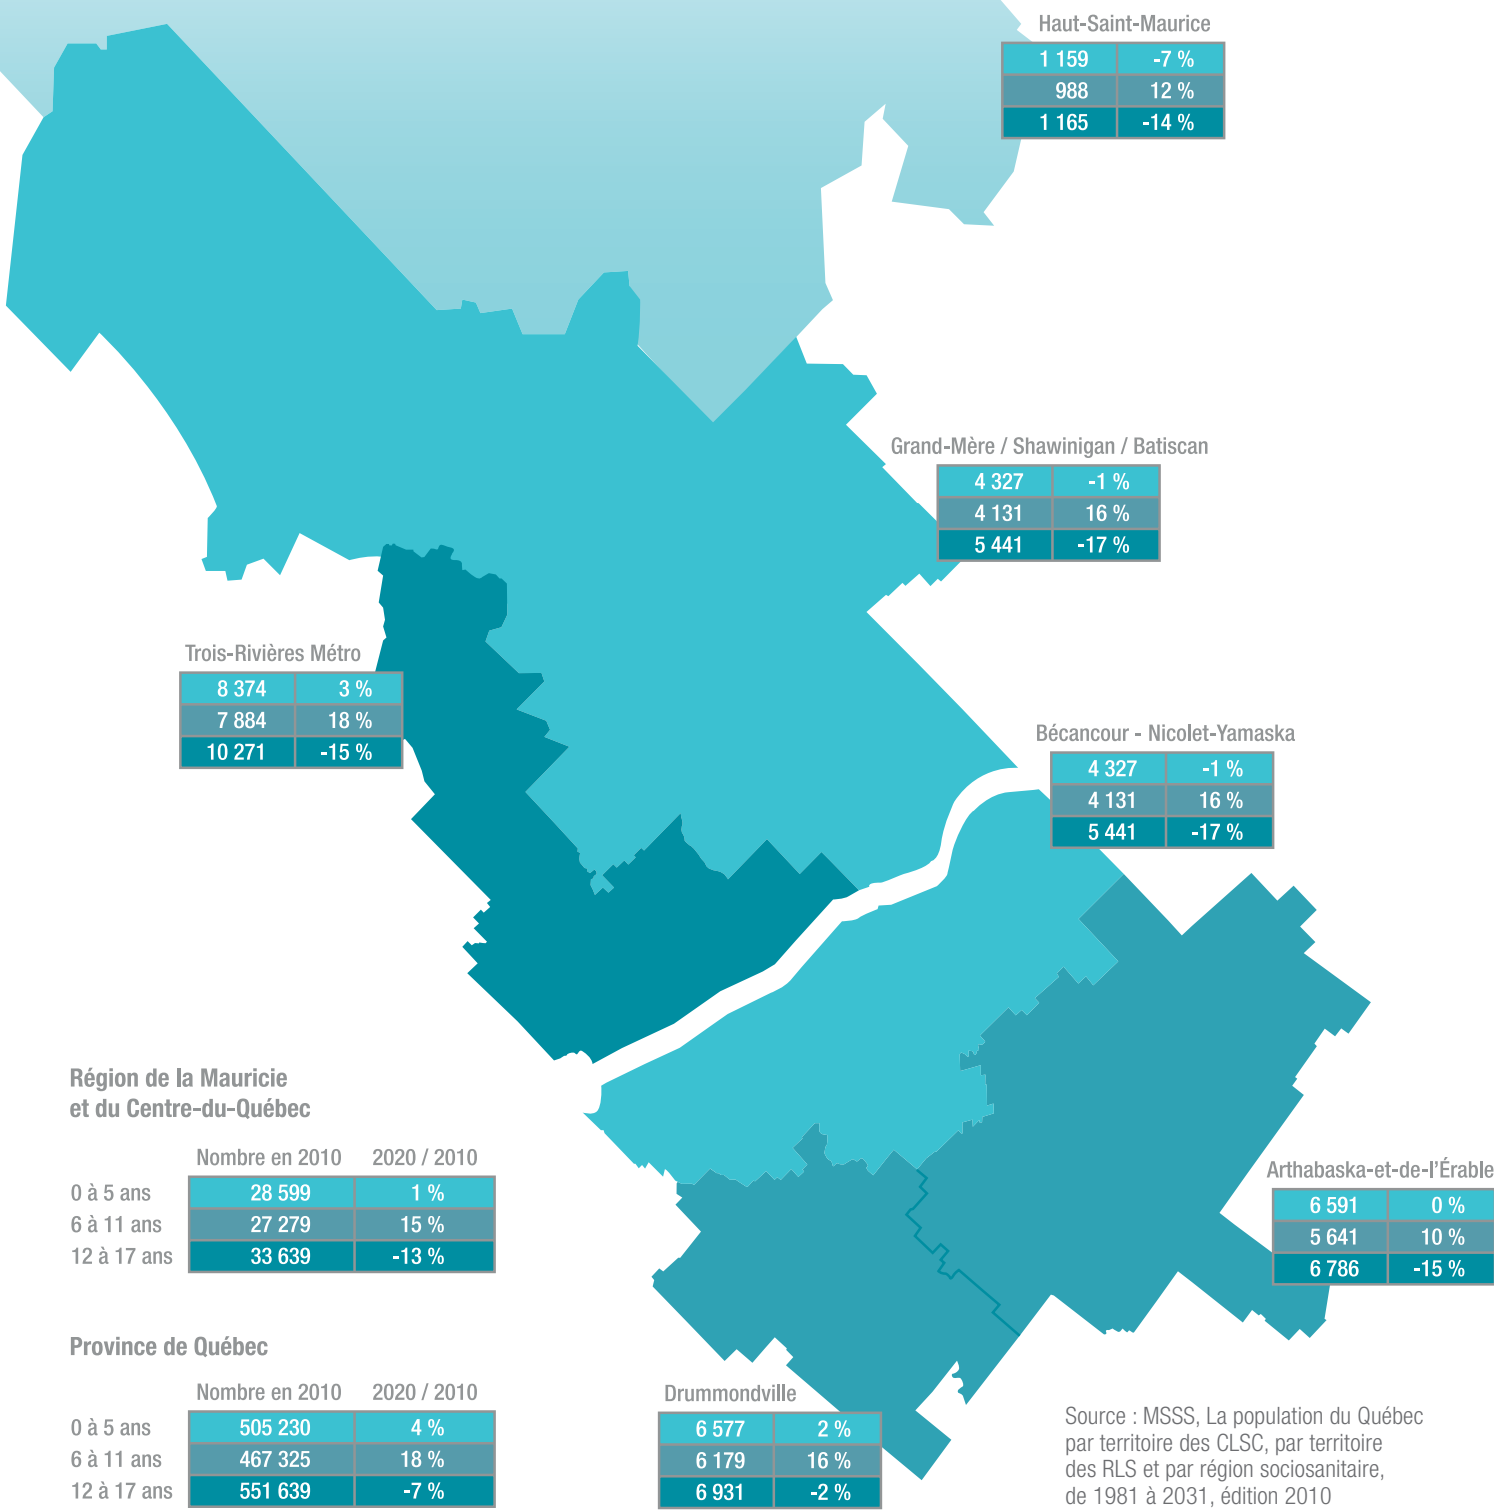 Haut-Saint-Maurice
1 159 -7 %
988 12 %
1 165 -14 %
Grand-Mère / Shawinigan / Batiscan
4 327 -1 %
4 131 16 %
5 441 -17 %
Trois-Rivières Métro
8 374 3 %
7 884 18 %
10 271 -15 %
Bécancour - Nicolet-Yamaska
4 327 -1 %
4 131 16 %
5 441 -17 %
Région de la Mauricie
et du Centre-du-Québec
Nombre en 2010 2020 / 2010
0 à 5 ans 28 599 1 %
6 à 11 ans 27 279 15 %
12 à 17 ans 33 639 -13 %
Arthabaska-et-de-l'Érable
6 591 0 %
5 641 10 %
6 786 -15 %
Province de Québec
Nombre en 2010 2020 / 2010
0 à 5 ans 505 230 4 %
6 à 11 ans 467 325 18 %
12 à 17 ans 551 639 -7 %
Drummondville
6 577 2 %
6 179 16 %
6 931 -2 %
Source : MSSS, La population du Québec
par territoire des CLSC, par territoire
des RLS et par région sociosanitaire,
de 1981 à 2031, édition 2010